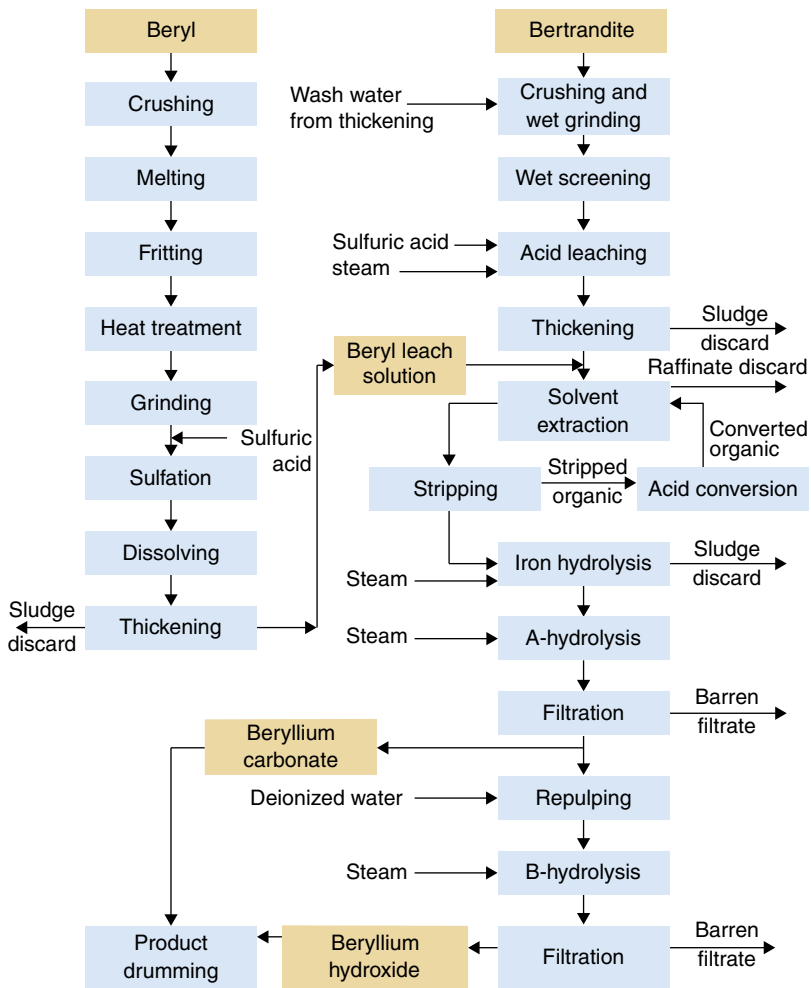 Beryl
Bertrandite
Crushing
Wash water
from thickening
Crushing and
wet grinding
Melting
Wet screening
Fritting
Sulfuric acid
steam
Acid leaching
Heat treatment
Thickening
Sludge
discard
Beryl leach
solution
Raffinate discard
Grinding
Solvent
extraction
Sulfuric
acid
Converted
organic
Sulfation
Stripping
Stripped
organic
Acid conversion
Dissolving
Steam
Iron hydrolysis
Sludge
discard
Sludge
discard
Thickening
Steam
A-hydrolysis
Filtration
Barren
filtrate
Beryllium
carbonate
Deionized water
Repulping
Steam
B-hydrolysis
Product
drumming
Beryllium
hydroxide
Filtration
Barren
filtrate